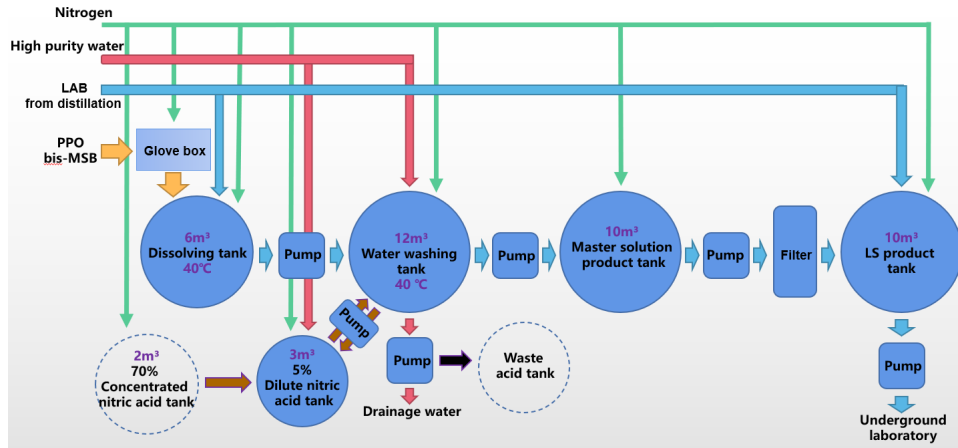 Nitrogen
High purity water
LAB
from distillation
PPO
bis-MSB
Glove box
6m³
Dissolving tank
40℃
Pump
12m³
Water washing
tank
40 ℃
Pump
10m³
Master solution
product tank
Pump
Filter
10m³
LS product
tank
Pump
2m³
70%
Concentrated
nitric acid tank
3m³
5%
Dilute nitric
acid tank
Pump
Drainage water
Waste
acid tank
Pump
Underground
laboratory